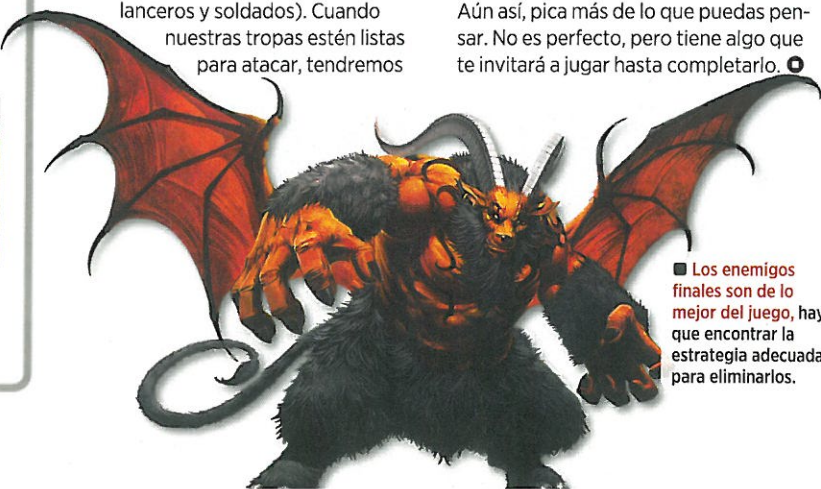 lanceros y soldados). Cuando
nuestras tropas estén listas
para atacar, tendremos
Aún así, pica más de lo que puedas pen-
sar. No es perfecto, pero tiene algo que
te invitará a jugar hasta completarlo.
Los enemigos
finales son de lo
mejor del juego, hay
que encontrar la
estrategia adecuada
para eliminarlos.